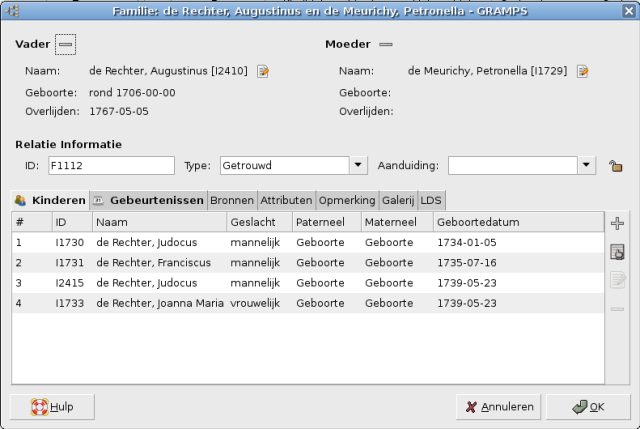 Familie: de Rechter, Augustinus en de Meurichy, Petronella - GRAMPS
Vader Moeder
Naam: de Rechter, Augustinus [I2410] Naam: de Meurichy, Petronella [I1729]
Geboorte: rond 1706-00-00 Geboorte:
Overlijden: 1767-05-05 Overlijden:
Relatie Informatie
ID: F1112 Type: Getrouwd Aanduiding:
Kinderen Gebeurtenissen Bronnen Attributen Opmerking Galerij LDS
# ID Naam Geslacht Paterneel Materneel Geboortedatum
1 I1730 de Rechter, Judocus mannelijk Geboorte Geboorte 1734-01-05
2 I1731 de Rechter, Franciscus mannelijk Geboorte Geboorte 1735-07-16
3 I2415 de Rechter, Judocus mannelijk Geboorte Geboorte 1739-05-23
4 I1733 de Rechter, Joanna Maria vrouwelijk Geboorte Geboorte 1739-05-23
Hulp Annuleren OK